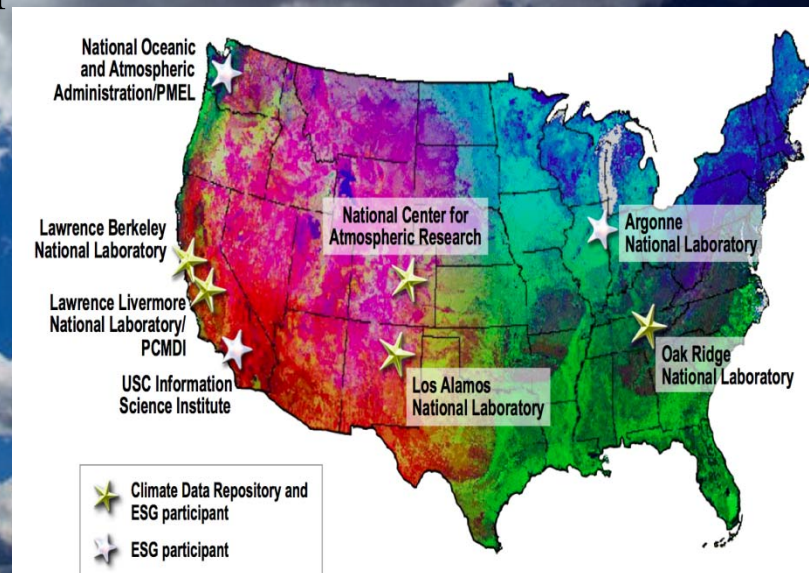 National Oceanic
and Atmospheric
Administration/PMEL
Lawrence Berkeley
National Laboratory
National Center for
Atmospheric Research
Argonne
National Laboratory
Lawrence Livermore
National Laboratory/
PCMDI
USC Information
Science Institute
Los Alamos
National Laboratory
Oak Ridge
National Laboratory
Climate Data Repository and
ESG participant
ESG participant